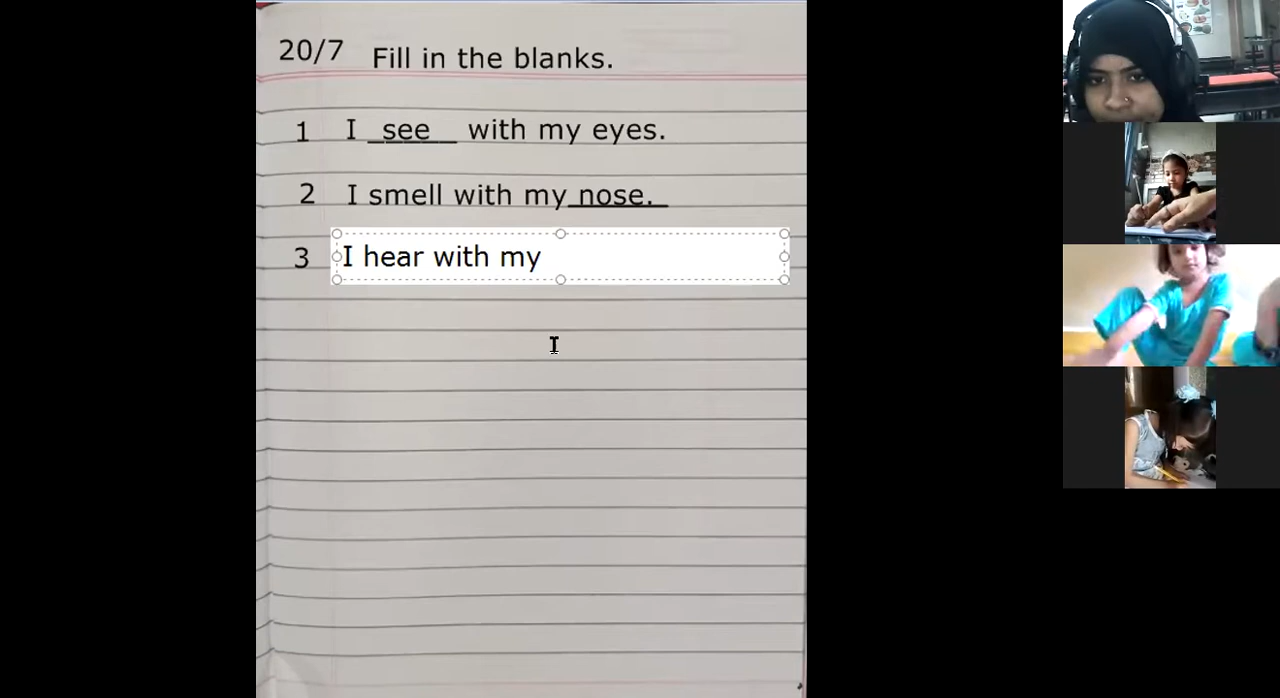 20/7 Fill in the blanks.
1 I see with my eyes.
2 I smell with my nose.
3 I hear with my